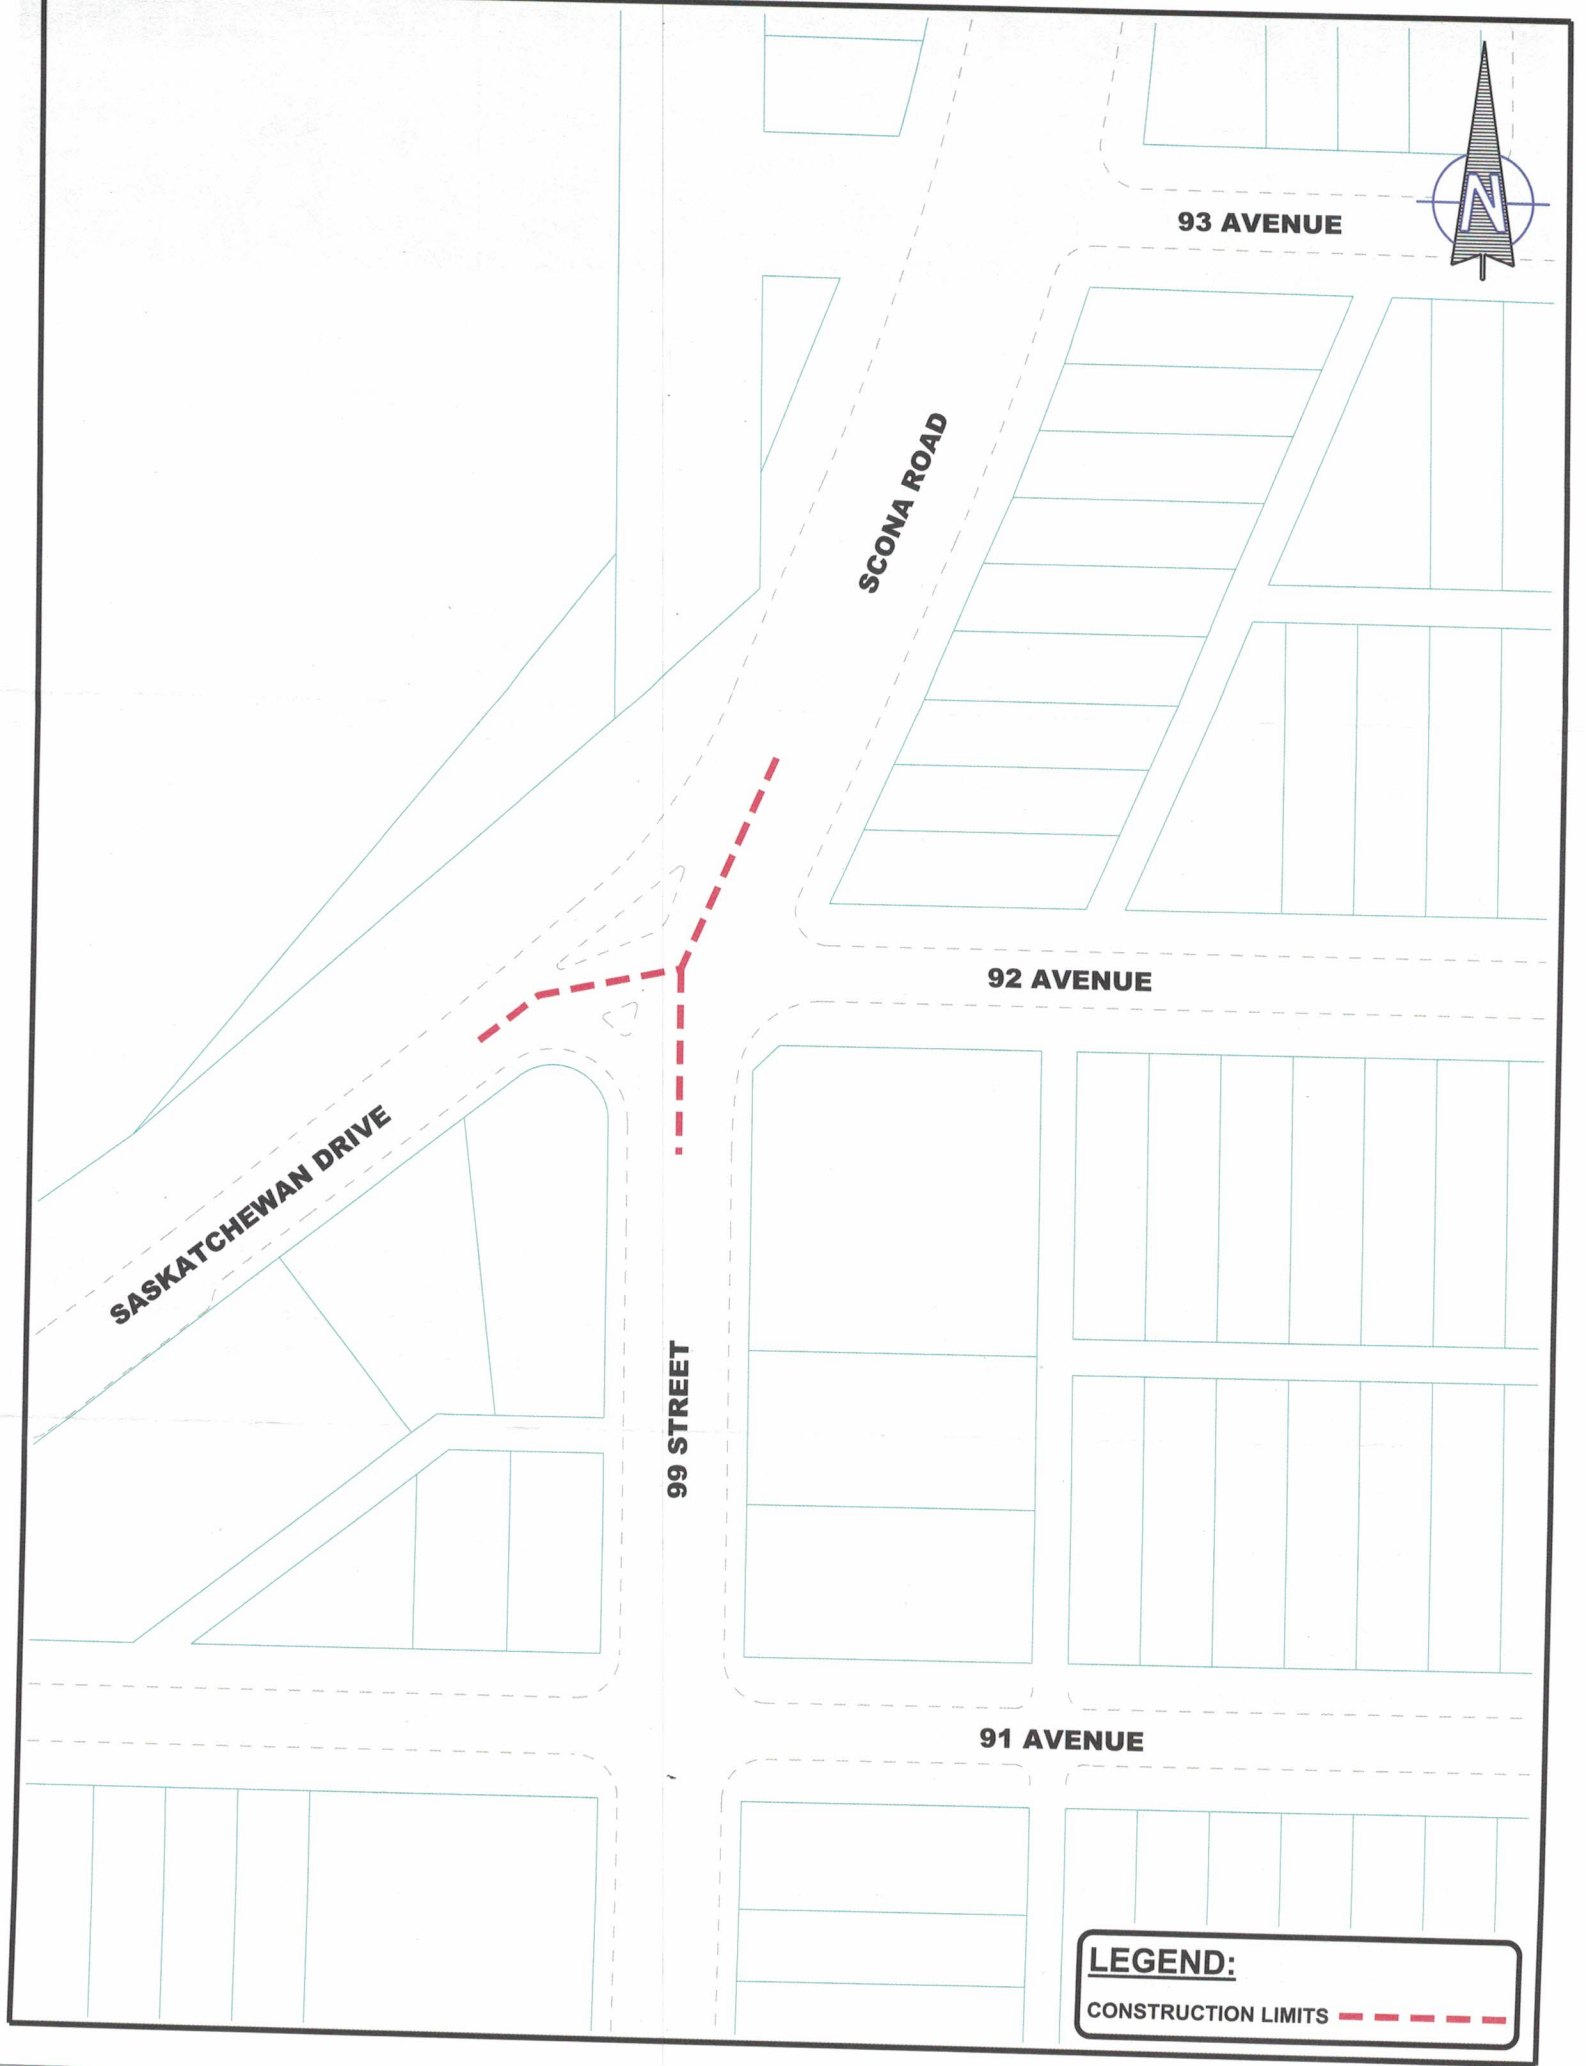 N
93 AVENUE
SCONA ROAD
92 AVENUE
SASKATCHEWAN DRIVE
99 STREET
91 AVENUE
LEGEND:
CONSTRUCTION LIMITS